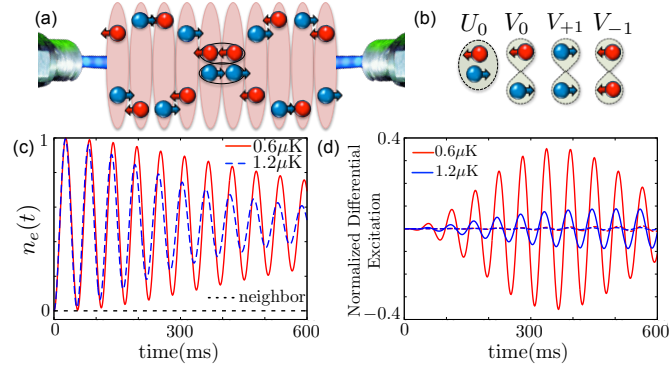 (a)
(b)
U₀ V₀ V₊₁ V₋₁
(c)
1
0.6μK
1.2μK
nₑ(t)
neighbor
0
0 300 600
time(ms)
(d)
0.4
0.6μK
1.2μK
Normalized Differential
Excitation
−0.4
0 300 600
time(ms)